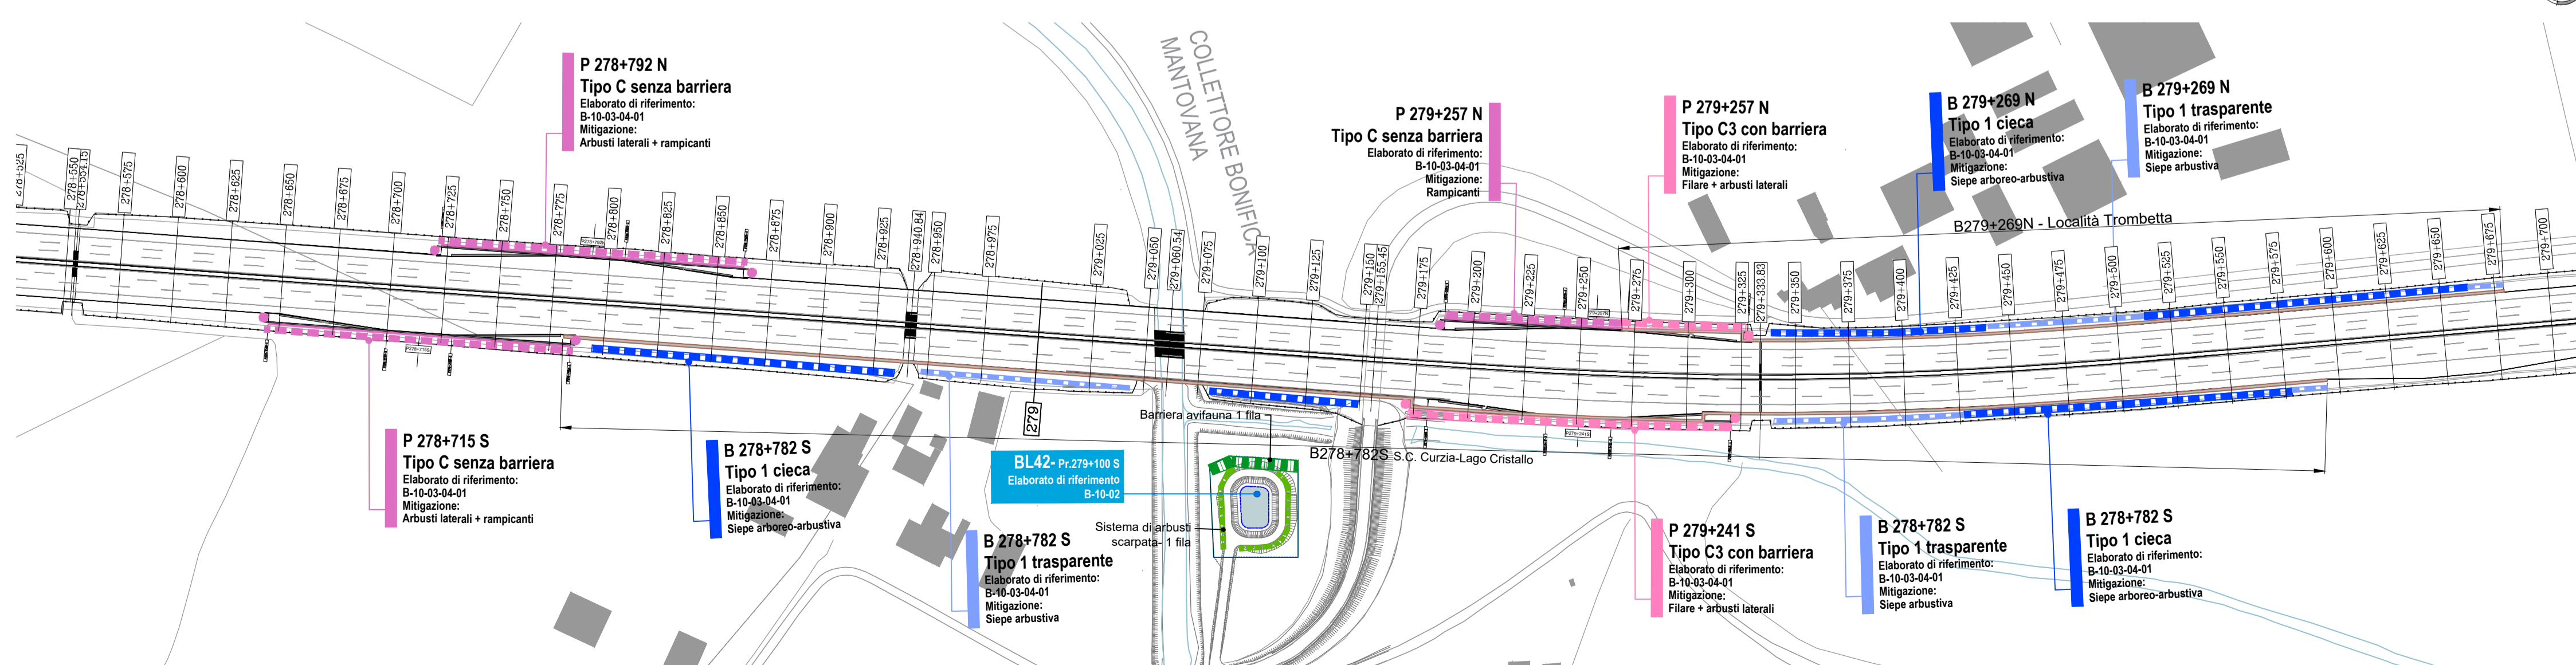 P 278+792 N
Tipo C senza barriera
Elaborato di riferimento:
B-10-03-04-01
Mitigazione:
Arbusti laterali + rampicanti
COLLETTORE BONIFICA
MANTOVANA
P 279+257 N
Tipo C senza barriera
Elaborato di riferimento:
B-10-03-04-01
Mitigazione:
Rampicanti
P 279+257 N
Tipo C3 con barriera
Elaborato di riferimento:
B-10-03-04-01
Mitigazione:
Filare + arbusti laterali
B 279+269 N
Tipo 1 cieca
Elaborato di riferimento:
B-10-03-04-01
Mitigazione:
Siepe arboreo-arbustiva
B 279+269 N
Tipo 1 trasparente
Elaborato di riferimento:
B-10-03-04-01
Mitigazione:
Siepe arbustiva
B279+269N - Località Trombetta
278+525
278+550
278+554.15
278+575
278+600
278+625
278+650
278+675
278+700
278+725
278+750
278+775
278+800
278+825
278+850
278+875
278+900
278+925
278+940.84
278+950
278+975
279+025
279+050
279+060.54
279+075
279+100
279+125
279+150
279+155.45
279+175
279+200
279+225
279+250
279+275
279+300
279+325
279+333.83
279+350
279+375
279+400
279+425
279+450
279+475
279+500
279+525
279+550
279+575
279+600
279+625
279+650
279+675
279+700
P278+792N
P278+715S
279
P279+241S
Barriera avifauna 1 fila
B278+782S S.C. Curzia-Lago Cristallo
P 278+715 S
Tipo C senza barriera
Elaborato di riferimento:
B-10-03-04-01
Mitigazione:
Arbusti laterali + rampicanti
B 278+782 S
Tipo 1 cieca
Elaborato di riferimento:
B-10-03-04-01
Mitigazione:
Siepe arboreo-arbustiva
BL42- Pr.279+100 S
Elaborato di riferimento
B-10-02
Sistema di arbusti
scarpata- 1 fila
B 278+782 S
Tipo 1 trasparente
Elaborato di riferimento:
B-10-03-04-01
Mitigazione:
Siepe arbustiva
P 279+241 S
Tipo C3 con barriera
Elaborato di riferimento:
B-10-03-04-01
Mitigazione:
Filare + arbusti laterali
B 278+782 S
Tipo 1 trasparente
Elaborato di riferimento:
B-10-03-04-01
Mitigazione:
Siepe arbustiva
B 278+782 S
Tipo 1 cieca
Elaborato di riferimento:
B-10-03-04-01
Mitigazione:
Siepe arboreo-arbustiva